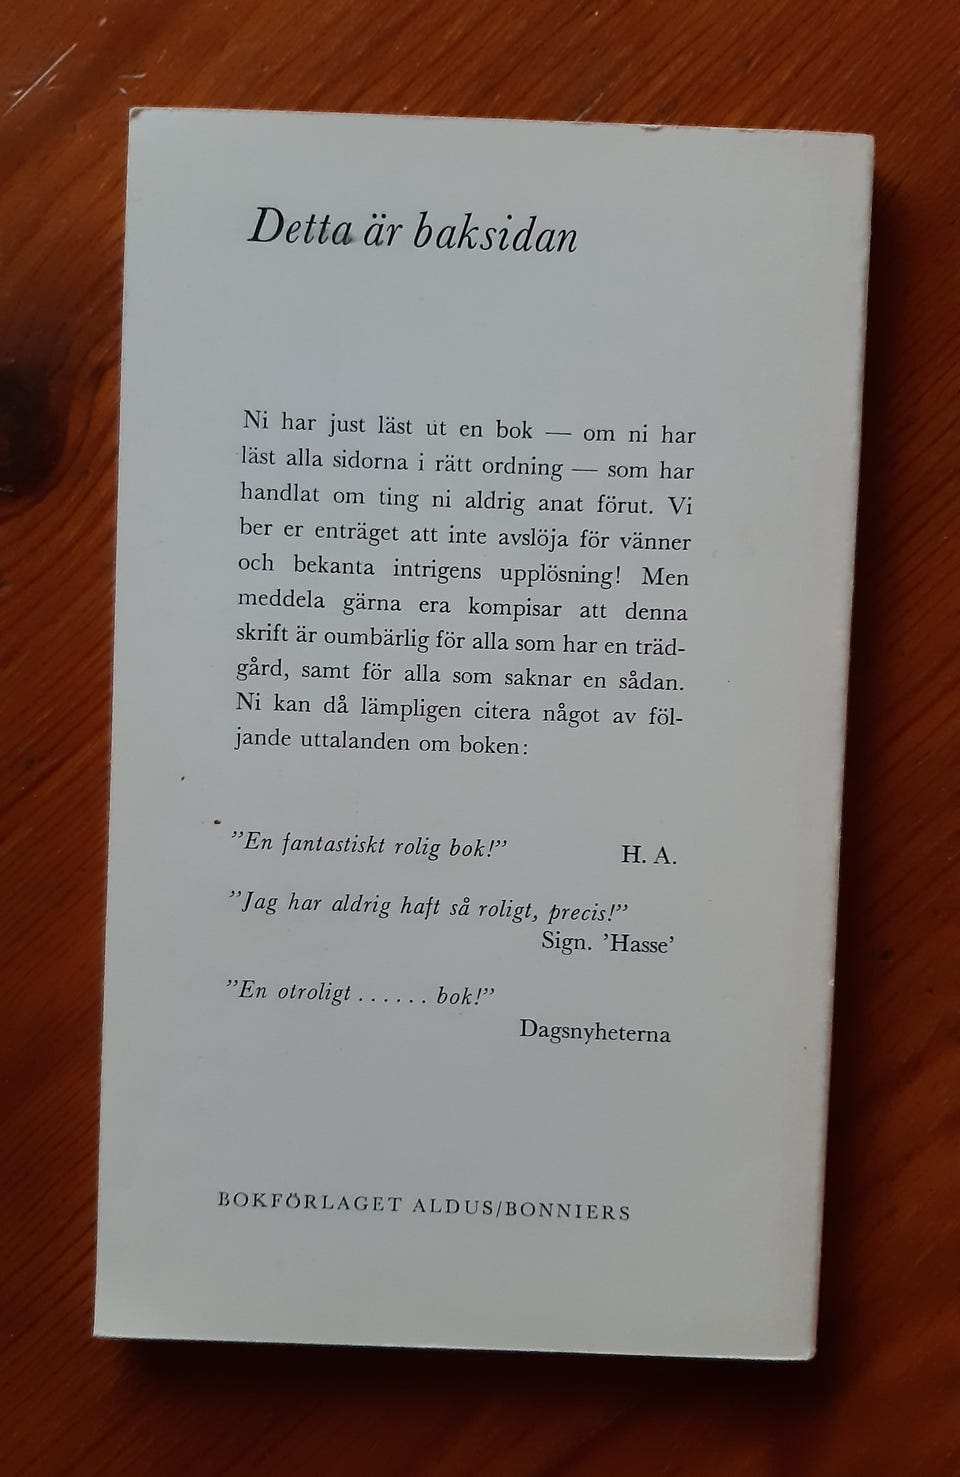 Detta är baksidan
Ni har just läst ut en bok — om ni har
läst alla sidorna i rätt ordning — som har
handlat om ting ni aldrig anat förut. Vi
ber er enträget att inte avslöja för vänner
och bekanta intrigens upplösning! Men
meddela gärna era kompisar att denna
skrift är oumbärlig för alla som har en träd-
gård, samt för alla som saknar en sådan.
Ni kan då lämpligen citera något av föl-
jande uttalanden om boken:
”En fantastiskt rolig bok!” H. A.
”Jag har aldrig haft så roligt, precis!”
Sign. ’Hasse’
”En otroligt ...... bok!”
Dagsnyheterna
BOKFÖRLAGET ALDUS/BONNIERS